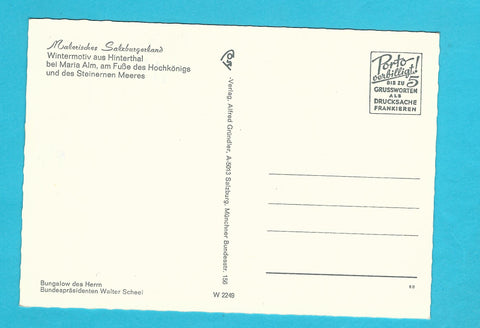 Malerisches Salzburgerland
Wintermotiv aus Hinterthal
bei Maria Alm, am Fuße des Hochkönigs
und des Steinernen Meeres
Porto
verbilligt!
BIS ZU 5
GRUSSWORTEN
ALS
DRUCKSACHE
FRANKIEREN
-Verlag, Alfred Gründler, A-5013 Salzburg, Münchner Bundesstr. 156
Bungalow des Herrn
Bundespräsidenten Walter Scheel
W 2249